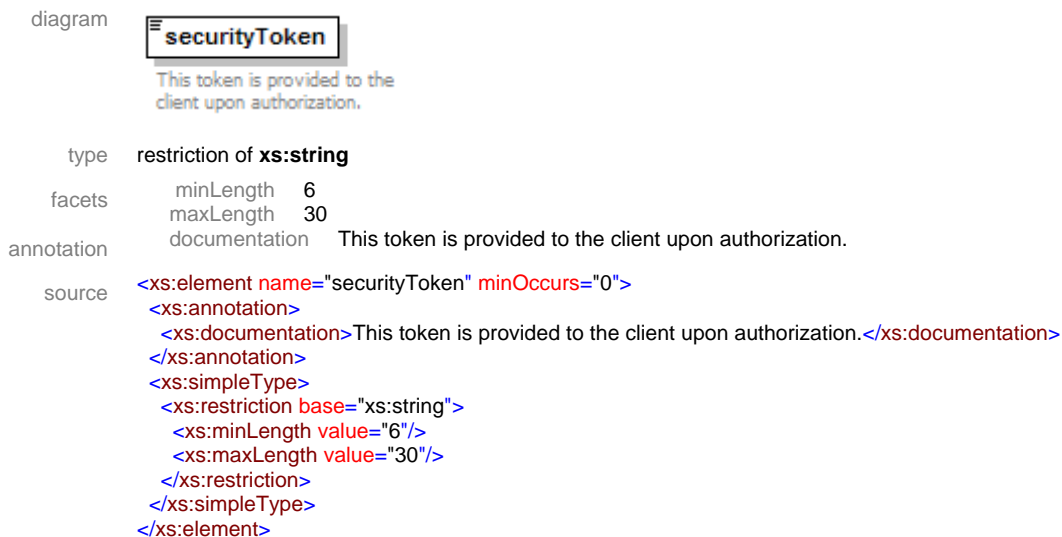 diagram
securityToken
This token is provided to the
client upon authorization.
type restriction of xs:string
facets minLength 6
maxLength 30
annotation documentation This token is provided to the client upon authorization.
source <xs:element name="securityToken" minOccurs="0">
<xs:annotation>
<xs:documentation>This token is provided to the client upon authorization.</xs:documentation>
</xs:annotation>
<xs:simpleType>
<xs:restriction base="xs:string">
<xs:minLength value="6"/>
<xs:maxLength value="30"/>
</xs:restriction>
</xs:simpleType>
</xs:element>